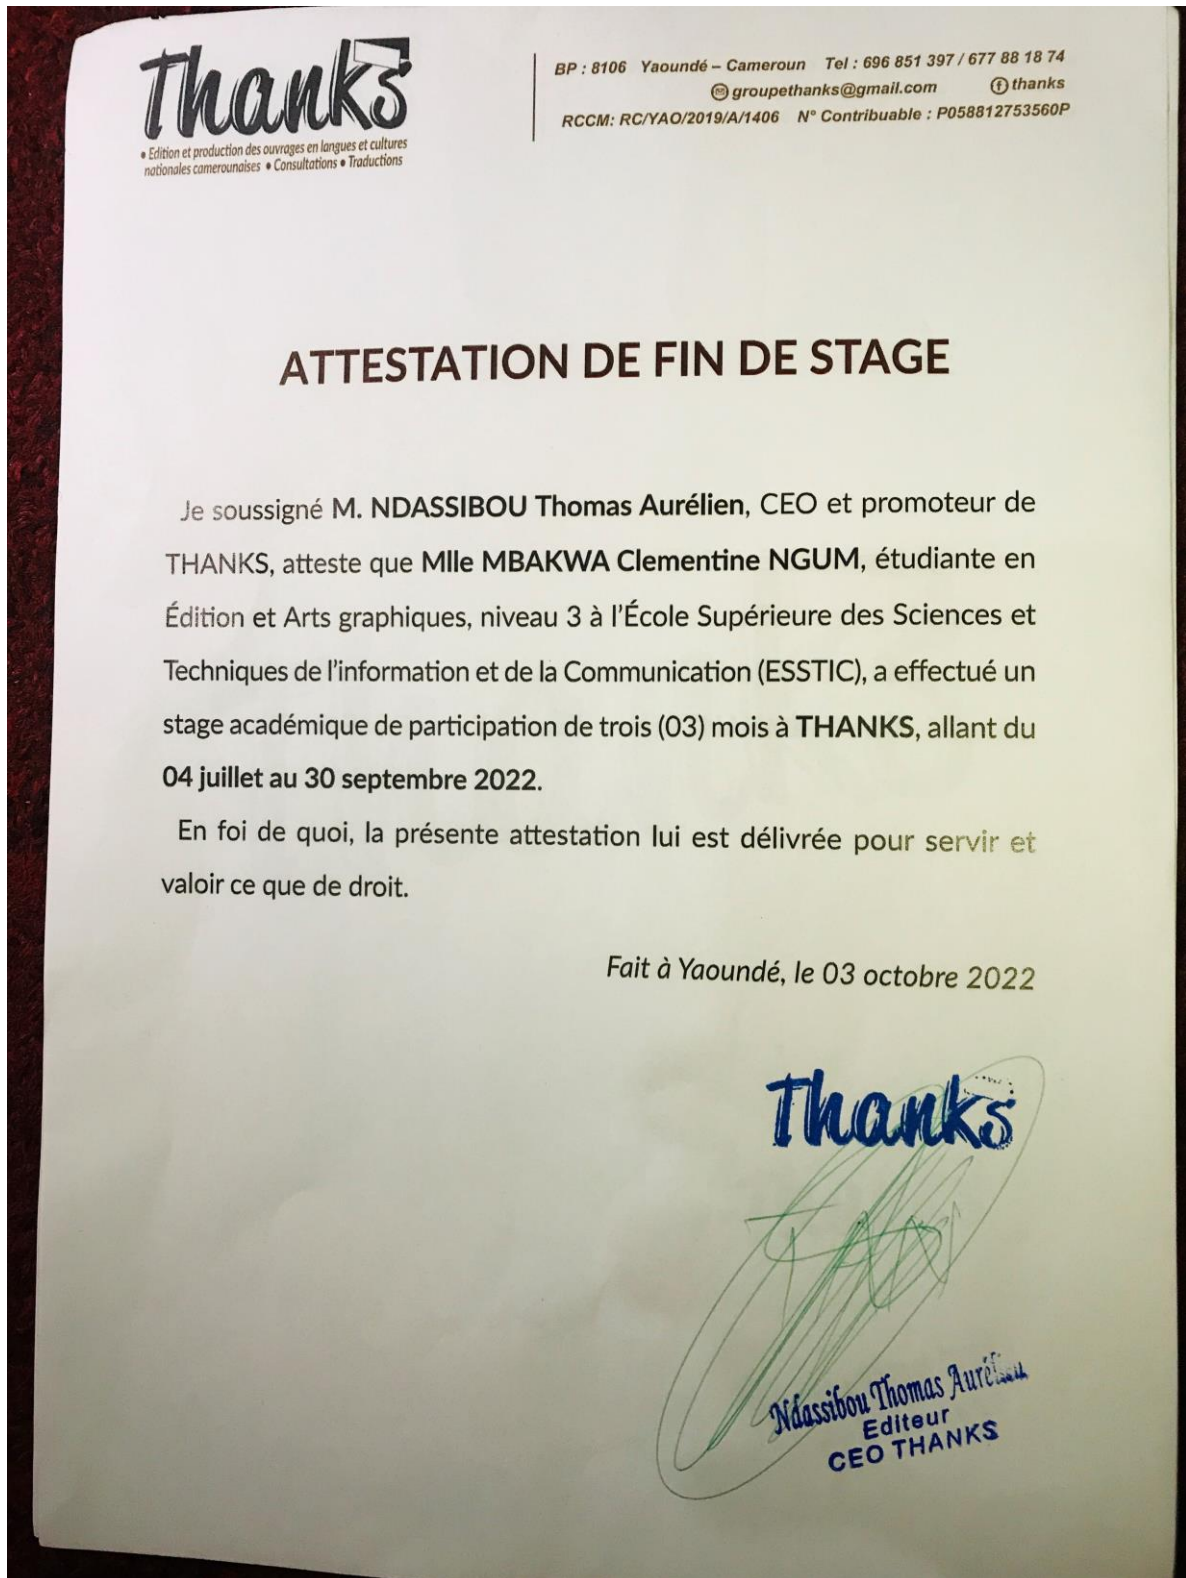 Thanks
• Edition et production des ouvrages en langues et cultures
nationales camerounaises • Consultations • Traductions
BP : 8106 Yaoundé – Cameroun Tel : 696 851 397 / 677 88 18 74
groupethanks@gmail.com thanks
RCCM: RC/YAO/2019/A/1406 N° Contribuable : P058812753560P
ATTESTATION DE FIN DE STAGE
Je soussigné M. NDASSIBOU Thomas Aurélien, CEO et promoteur de
THANKS, atteste que Mlle MBAKWA Clementine NGUM, étudiante en
Édition et Arts graphiques, niveau 3 à l'École Supérieure des Sciences et
Techniques de l'information et de la Communication (ESSTIC), a effectué un
stage académique de participation de trois (03) mois à THANKS, allant du
04 juillet au 30 septembre 2022.
En foi de quoi, la présente attestation lui est délivrée pour servir et
valoir ce que de droit.
Fait à Yaoundé, le 03 octobre 2022
Thanks
Ndassibou Thomas Aurélien
Editeur
CEO THANKS